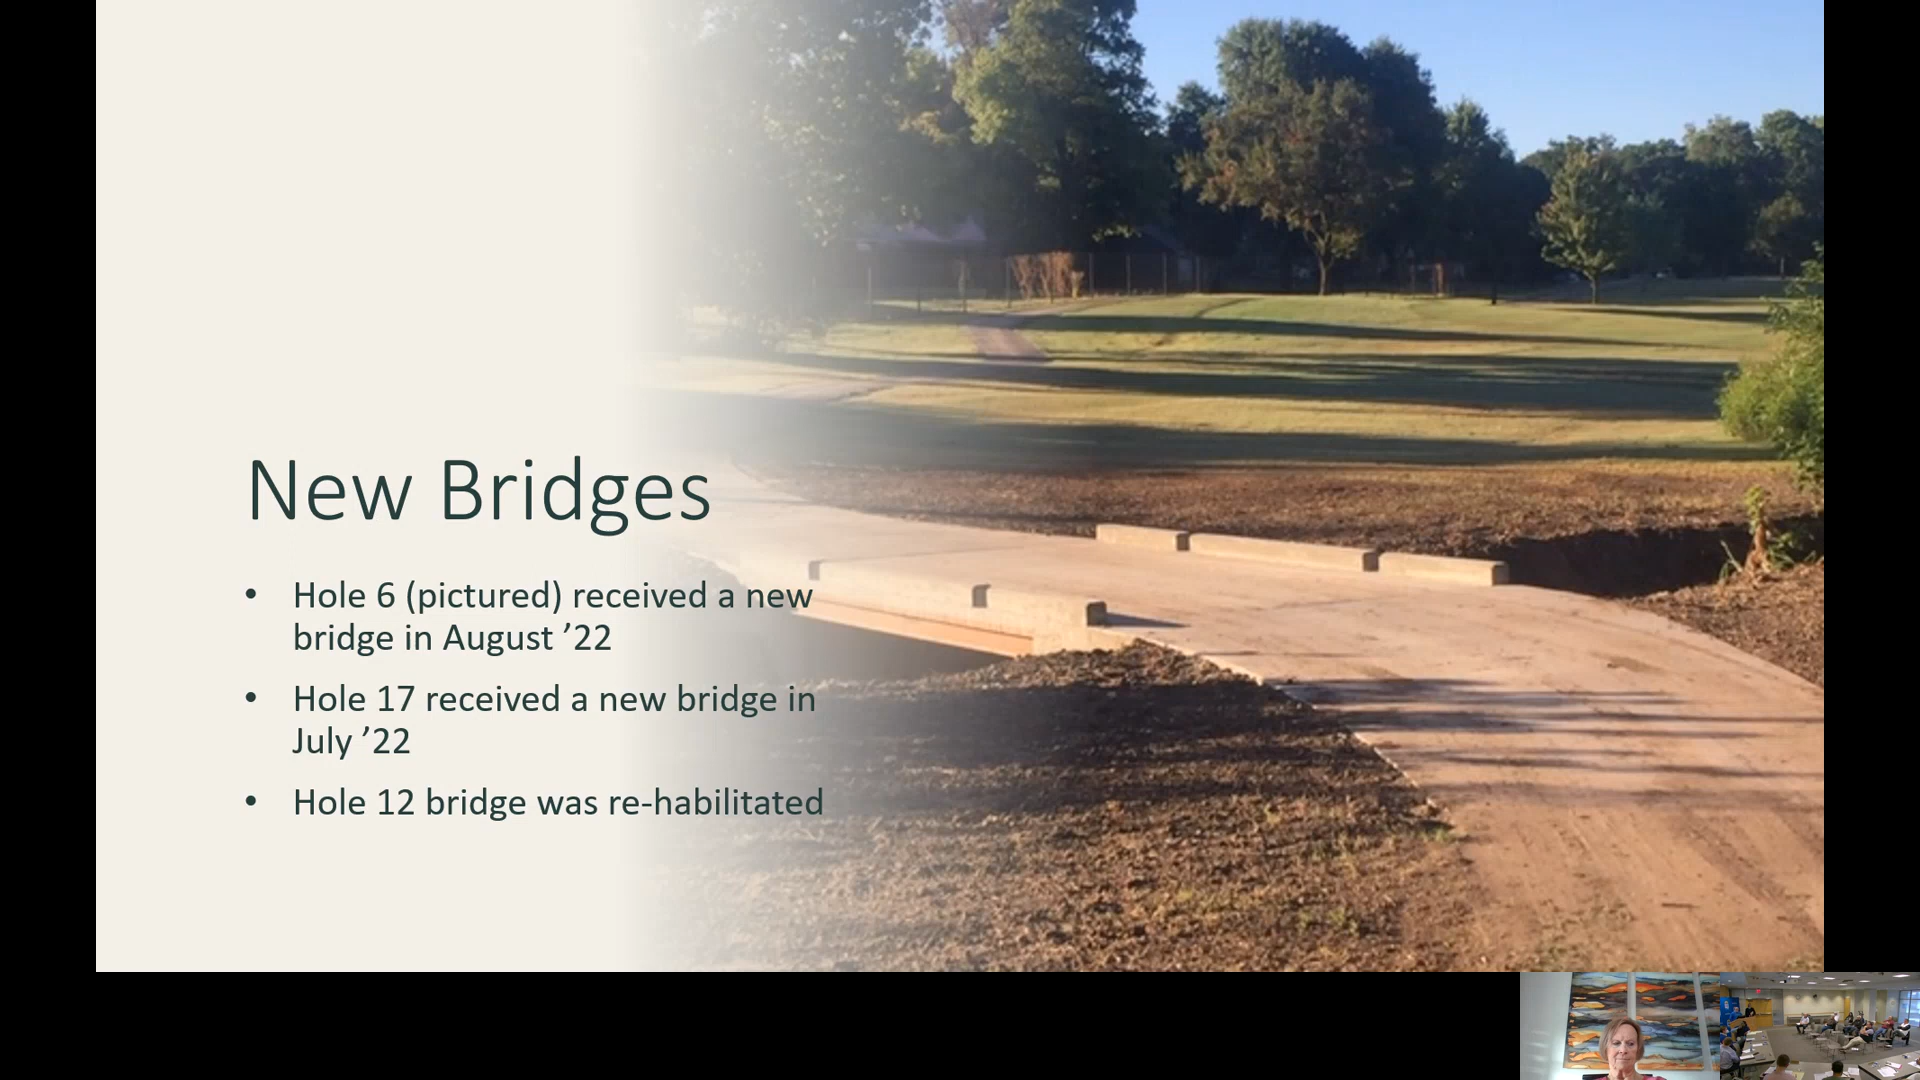 New Bridges
• Hole 6 (pictured) received a new
bridge in August ’22
• Hole 17 received a new bridge in
July ’22
• Hole 12 bridge was re-habilitated